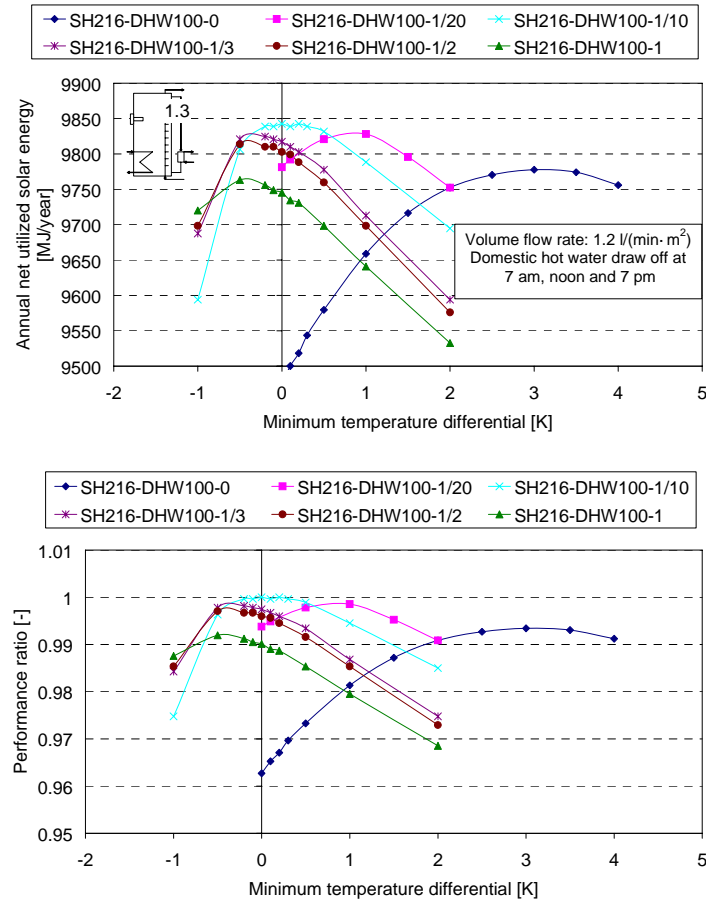 SH216-DHW100-0 SH216-DHW100-1/20 SH216-DHW100-1/10
SH216-DHW100-1/3 SH216-DHW100-1/2 SH216-DHW100-1
Annual net utilized solar energy
[MJ/year]
9900
9850
9800
9750
9700
9650
9600
9550
9500
1.3
Volume flow rate: 1.2 l/(min· m²)
Domestic hot water draw off at
7 am, noon and 7 pm
-2 -1 0 1 2 3 4 5
Minimum temperature differential [K]
SH216-DHW100-0 SH216-DHW100-1/20 SH216-DHW100-1/10
SH216-DHW100-1/3 SH216-DHW100-1/2 SH216-DHW100-1
Performance ratio [-]
1.01
1
0.99
0.98
0.97
0.96
0.95
-2 -1 0 1 2 3 4 5
Minimum temperature differential [K]